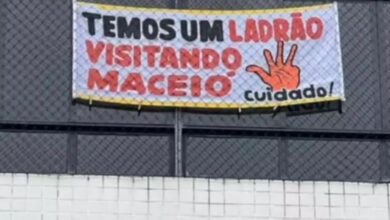 TEMOS UM LADRÃO
VISITANDO
MACEIÓ
cuidado!